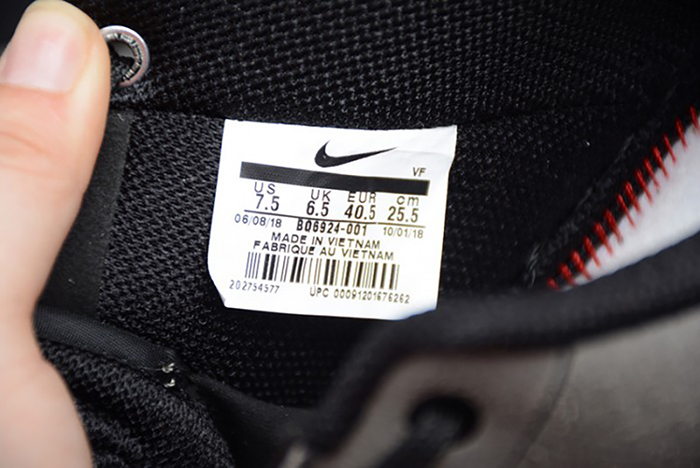 VF
US UK EUR cm
7.5 6.5 40.5 25.5
06/08/18 B06924-001 10/01/18
MADE IN VIETNAM
FABRIQUE AU VIETNAM
202754577 UPC 00091201676262